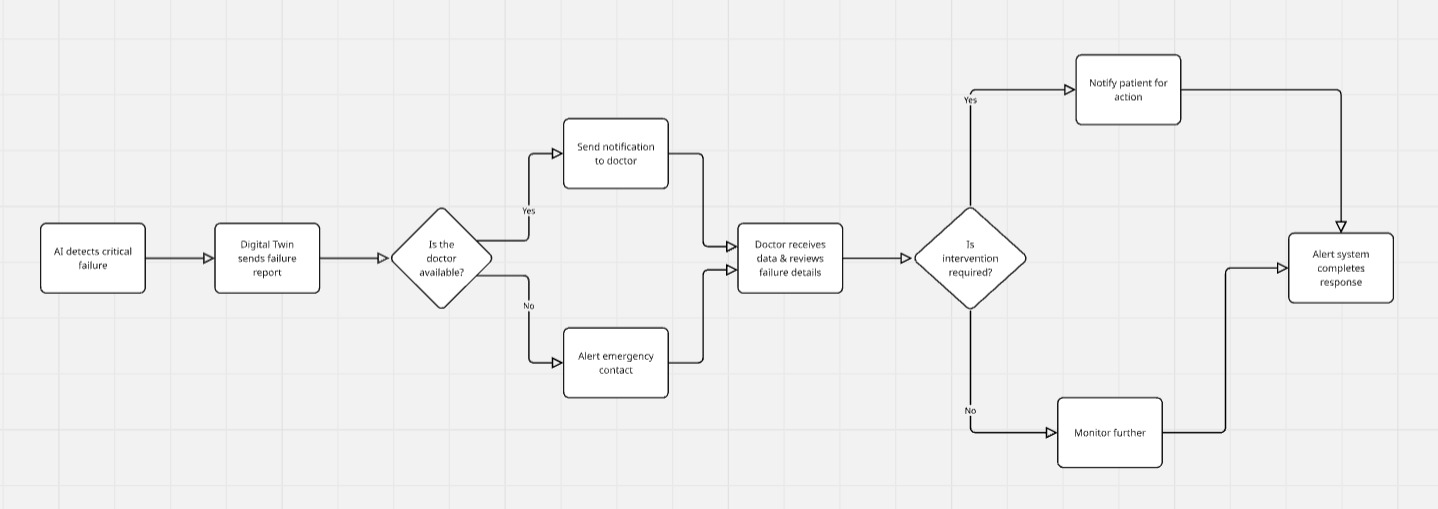 AI detects critical
failure
Digital Twin
sends failure
report
Is the
doctor
available?
Yes
No
Send notification
to doctor
Alert emergency
contact
Doctor receives
data & reviews
failure details
Is
intervention
required?
Yes
No
Notify patient for
action
Monitor further
Alert system
completes
response